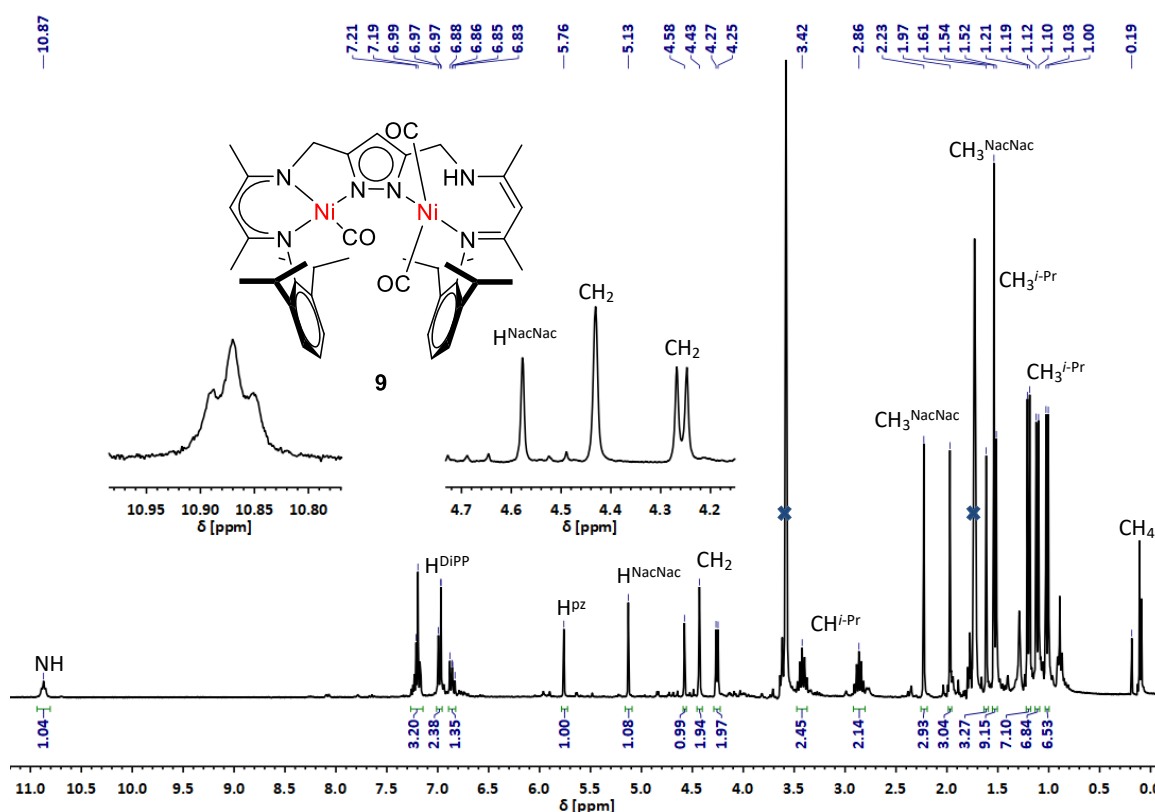 10.87 7.21 7.19 6.99 6.97 6.97 6.88 6.86 6.85 6.83 5.76 5.13 4.58 4.43 4.27 4.25 3.42 2.86 2.23 1.97 1.61 1.54 1.52 1.21 1.19 1.12 1.10 1.03 1.00 0.19
OC
HN
N
N
N
Ni
Ni
CO
N
N
OC
9
CH3NacNac
CH3i-Pr
CH2
HNacNac
CH2
CH3i-Pr
CH3NacNac
10.95 10.90 10.85 10.80
δ [ppm]
4.7 4.6 4.5 4.4 4.3 4.2
δ [ppm]
CH4
HDiPP
HNacNac
CH2
Hpz
CHi-Pr
NH
1.04 3.26 2.38 1.35 1.00 1.08 0.99 1.94 1.97 2.45 2.14 2.93 3.04 3.27 9.15 7.10 6.84 6.53
11.0 10.5 10.0 9.5 9.0 8.5 8.0 7.5 7.0 6.5 6.0 5.5 5.0 4.5 4.0 3.5 3.0 2.5 2.0 1.5 1.0 0.5 0.0
δ [ppm]